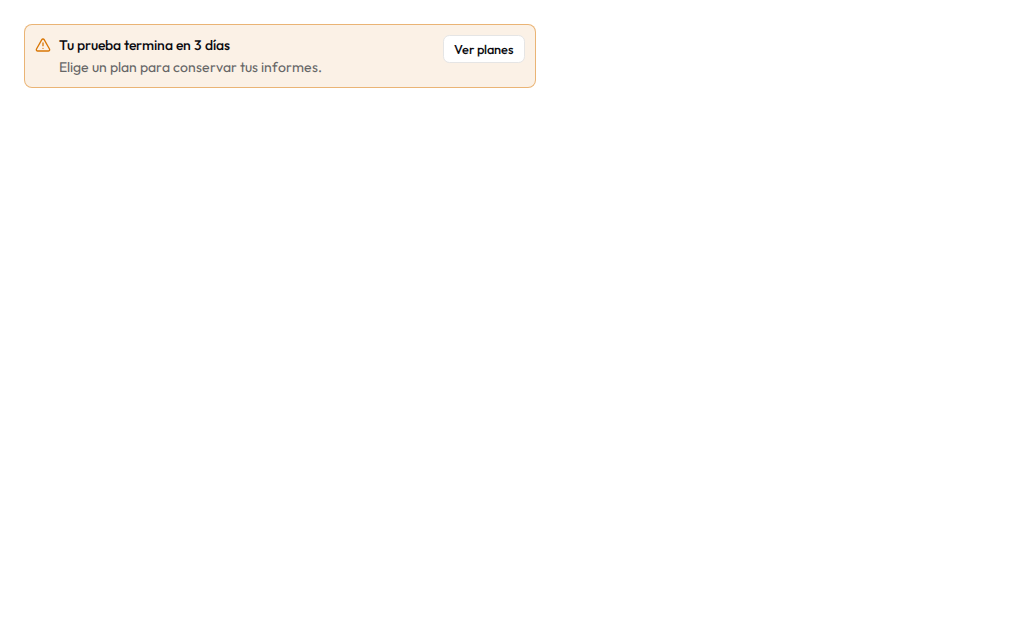 Tu prueba termina en 3 días
Elige un plan para conservar tus informes.
Ver planes